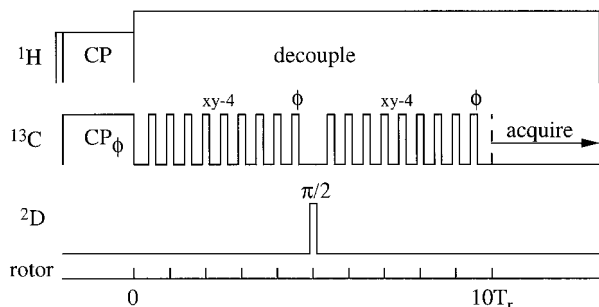 ¹H CP decouple
xy-4 ϕ xy-4 ϕ
¹³C CPϕ acquire
π/2
²D
rotor
0 10Tr